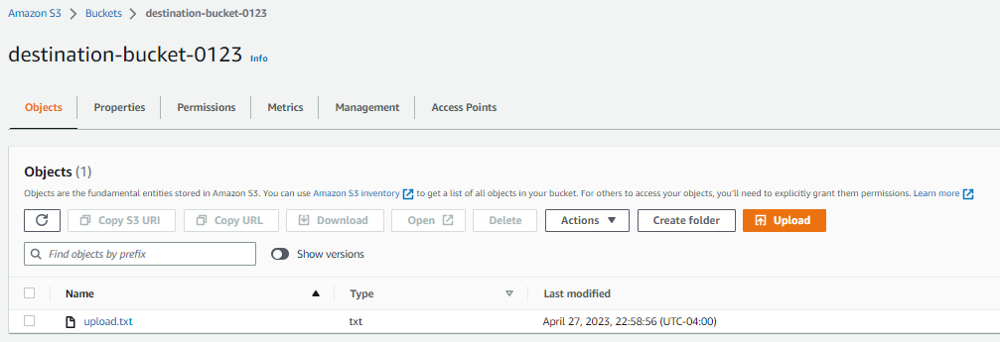 Amazon S3 > Buckets > destination-bucket-0123
destination-bucket-0123 Info
Objects Properties Permissions Metrics Management Access Points
Objects (1)
Objects are the fundamental entities stored in Amazon S3. You can use Amazon S3 inventory to get a list of all objects in your bucket. For others to access your objects, you'll need to explicitly grant them permissions. Learn more
Copy S3 URI Copy URL Download Open Delete Actions Create folder Upload
Find objects by prefix Show versions
Name Type Last modified
upload.txt txt April 27, 2023, 22:58:56 (UTC-04:00)